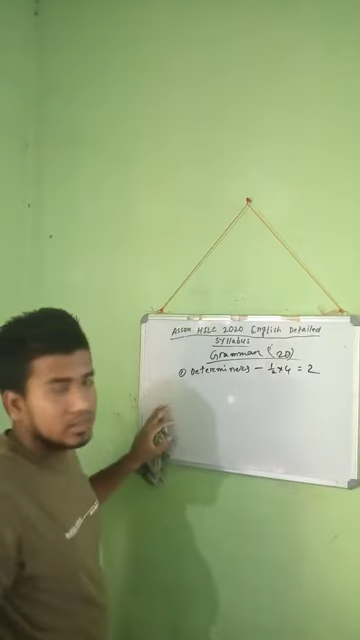 Assam HSLC 2020 English Detailed
Syllabus
Grammar (20)
① Determiners – ½ × 4 = 2